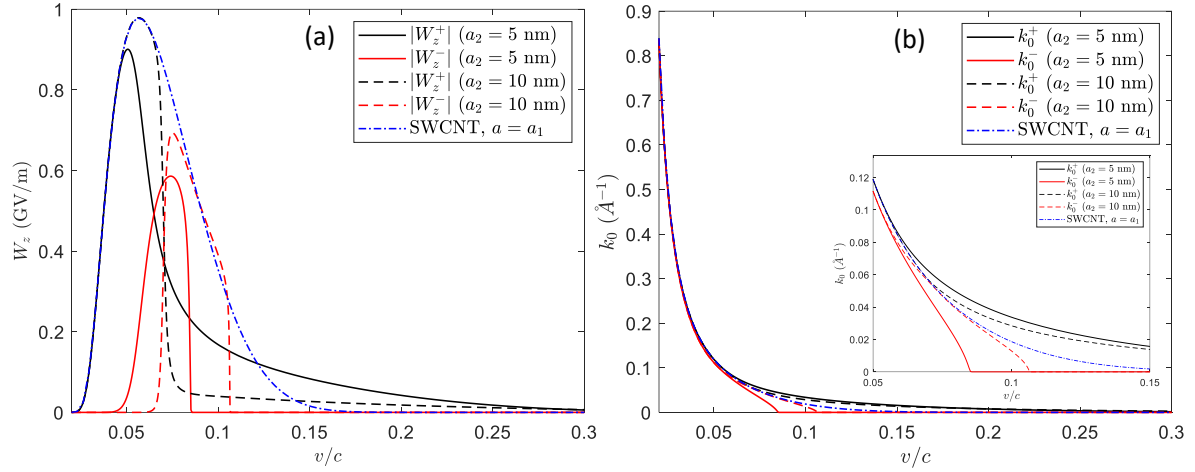 (a)
|W_z^+| (a_2 = 5 nm)
|W_z^-| (a_2 = 5 nm)
|W_z^+| (a_2 = 10 nm)
|W_z^-| (a_2 = 10 nm)
SWCNT, a = a_1
W_z (GV/m)
1
0.8
0.6
0.4
0.2
0
0.05
0.1
0.15
0.2
0.25
0.3
v/c
(b)
k_0^+ (a_2 = 5 nm)
k_0^- (a_2 = 5 nm)
k_0^+ (a_2 = 10 nm)
k_0^- (a_2 = 10 nm)
SWCNT, a = a_1
k_0 (Å^{-1})
0.9
0.8
0.7
0.6
0.5
0.4
0.3
0.2
0.1
0
0.05
0.1
0.15
0.2
0.25
0.3
v/c
k_0^+ (a_2 = 5 nm)
k_0^- (a_2 = 5 nm)
k_0^+ (a_2 = 10 nm)
k_0^- (a_2 = 10 nm)
SWCNT, a = a_1
k_0 (Å^{-1})
0.12
0.1
0.08
0.06
0.04
0.02
0
0.05
0.1
0.15
v/c